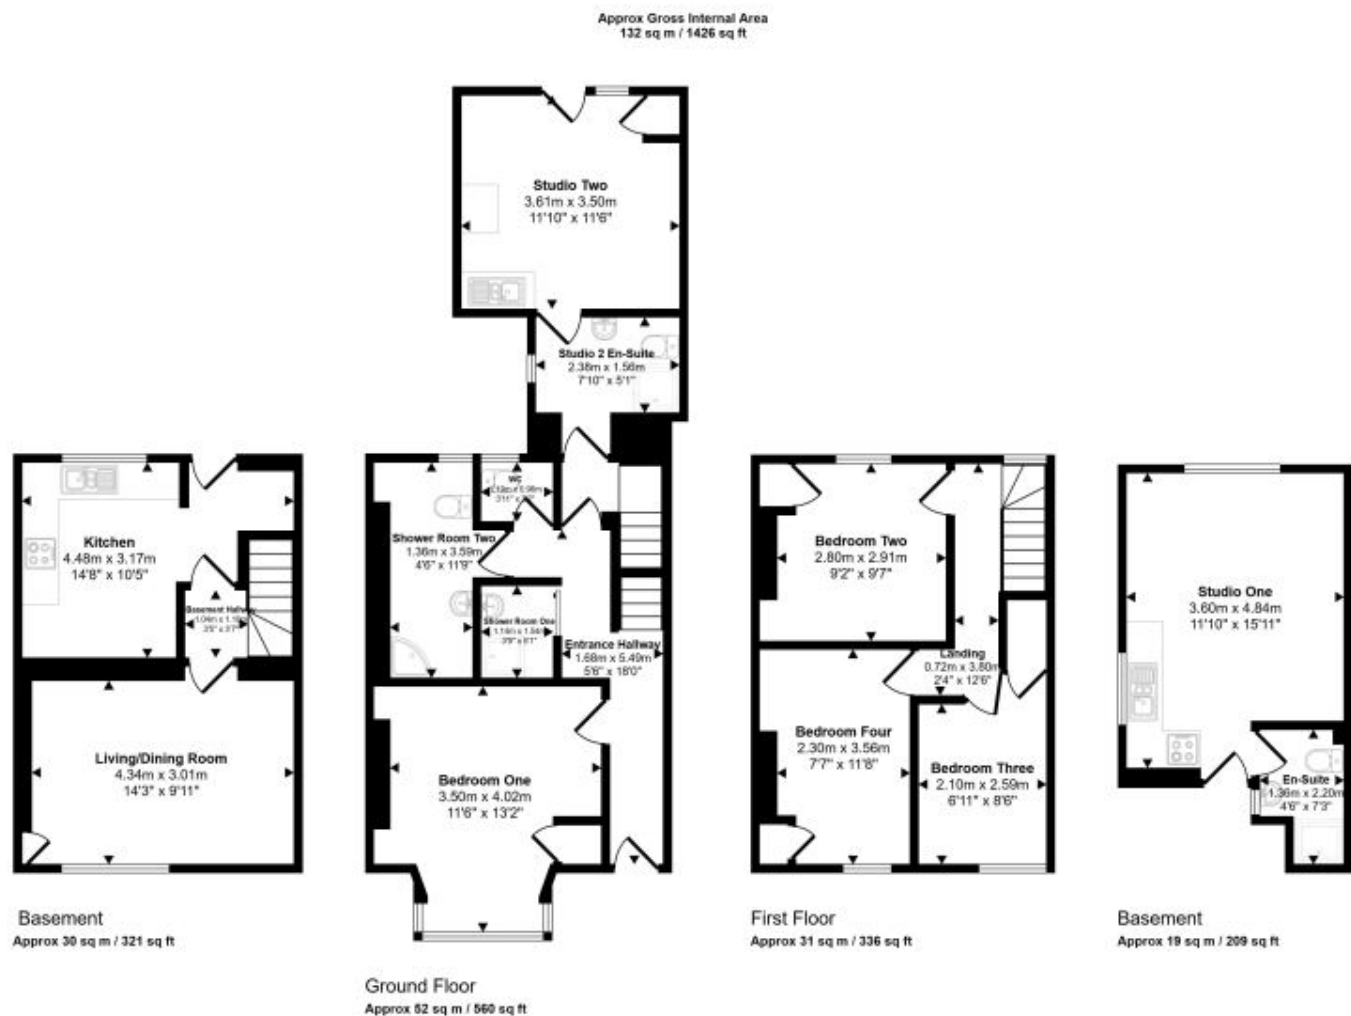 Approx Gross Internal Area
132 sq m / 1426 sq ft
Studio Two
3.61m x 3.50m
11'10" x 11'6"
Studio 2 En-Suite
2.38m x 1.56m
7'10" x 5'1"
Kitchen
4.48m x 3.17m
14'8" x 10'5"
Basement Hallway
Living/Dining Room
4.34m x 3.01m
14'3" x 9'11"
Basement
Approx 30 sq m / 321 sq ft
WC
Shower Room Two
1.36m x 3.59m
4'6" x 11'9"
Shower Room One
Entrance Hallway
1.68m x 5.49m
5'6" x 18'0"
Bedroom One
3.50m x 4.02m
11'6" x 13'2"
Ground Floor
Approx 52 sq m / 560 sq ft
Bedroom Two
2.80m x 2.91m
9'2" x 9'7"
Landing
0.72m x 3.80m
2'4" x 12'6"
Bedroom Four
2.30m x 3.56m
7'7" x 11'8"
Bedroom Three
2.10m x 2.59m
6'11" x 8'6"
First Floor
Approx 31 sq m / 336 sq ft
Studio One
3.60m x 4.84m
11'10" x 15'11"
En-Suite
1.36m x 2.20m
4'6" x 7'3"
Basement
Approx 19 sq m / 209 sq ft